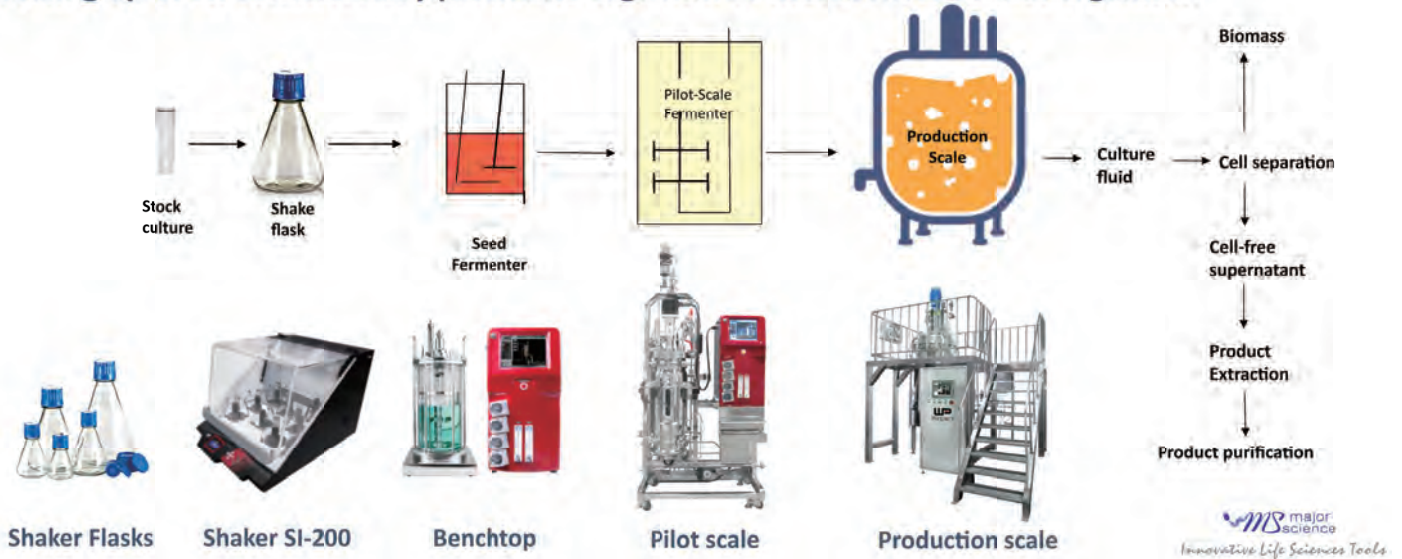 Biomass
Pilot-Scale
Fermenter
Production
Scale
Culture
fluid
Cell separation
Stock
culture
Shake
flask
Seed
Fermenter
Cell-free
supernatant
Product
Extraction
Product purification
Shaker Flasks
Shaker SI-200
Benchtop
Pilot scale
Production scale
MS major
science
Innovative Life Sciences Tools